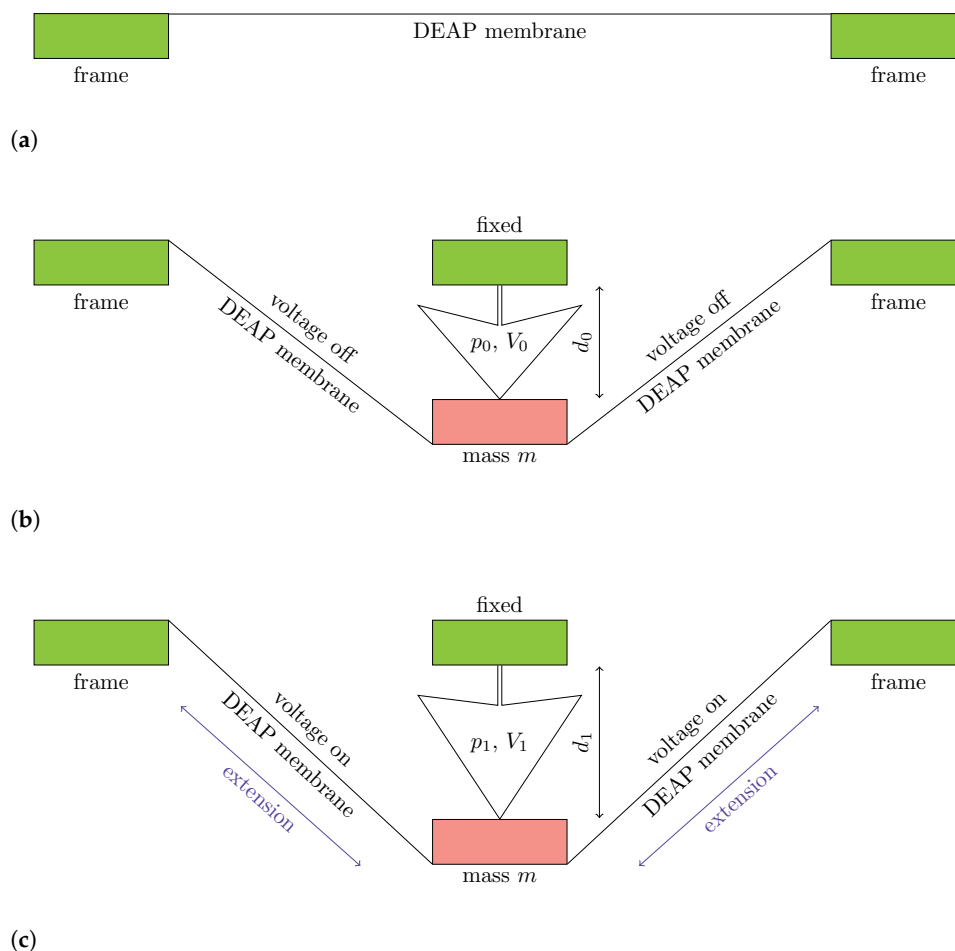 DEAP membrane
frame
frame
(a)
fixed
frame
frame
voltage off
DEAP membrane
p₀, V₀
d₀
voltage off
DEAP membrane
mass m
(b)
fixed
frame
frame
voltage on
DEAP membrane
extension
p₁, V₁
d₁
voltage on
DEAP membrane
extension
mass m
(c)